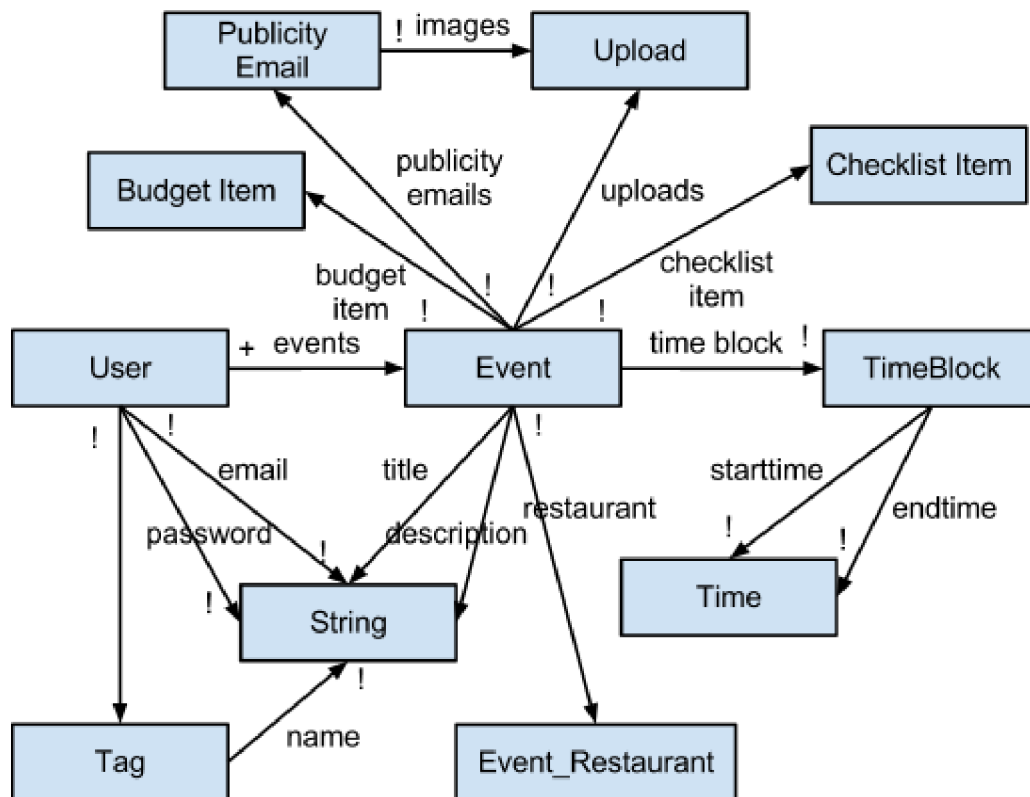 Publicity
Email
! images
Upload
Budget Item
publicity
emails
uploads
Checklist Item
budget
item
!
!
!
!
checklist
item
User
+ events
Event
time block !
TimeBlock
!
!
!
email
title
restaurant
starttime
endtime
password
description
!
!
!
!
String
Time
!
name
Tag
Event_Restaurant